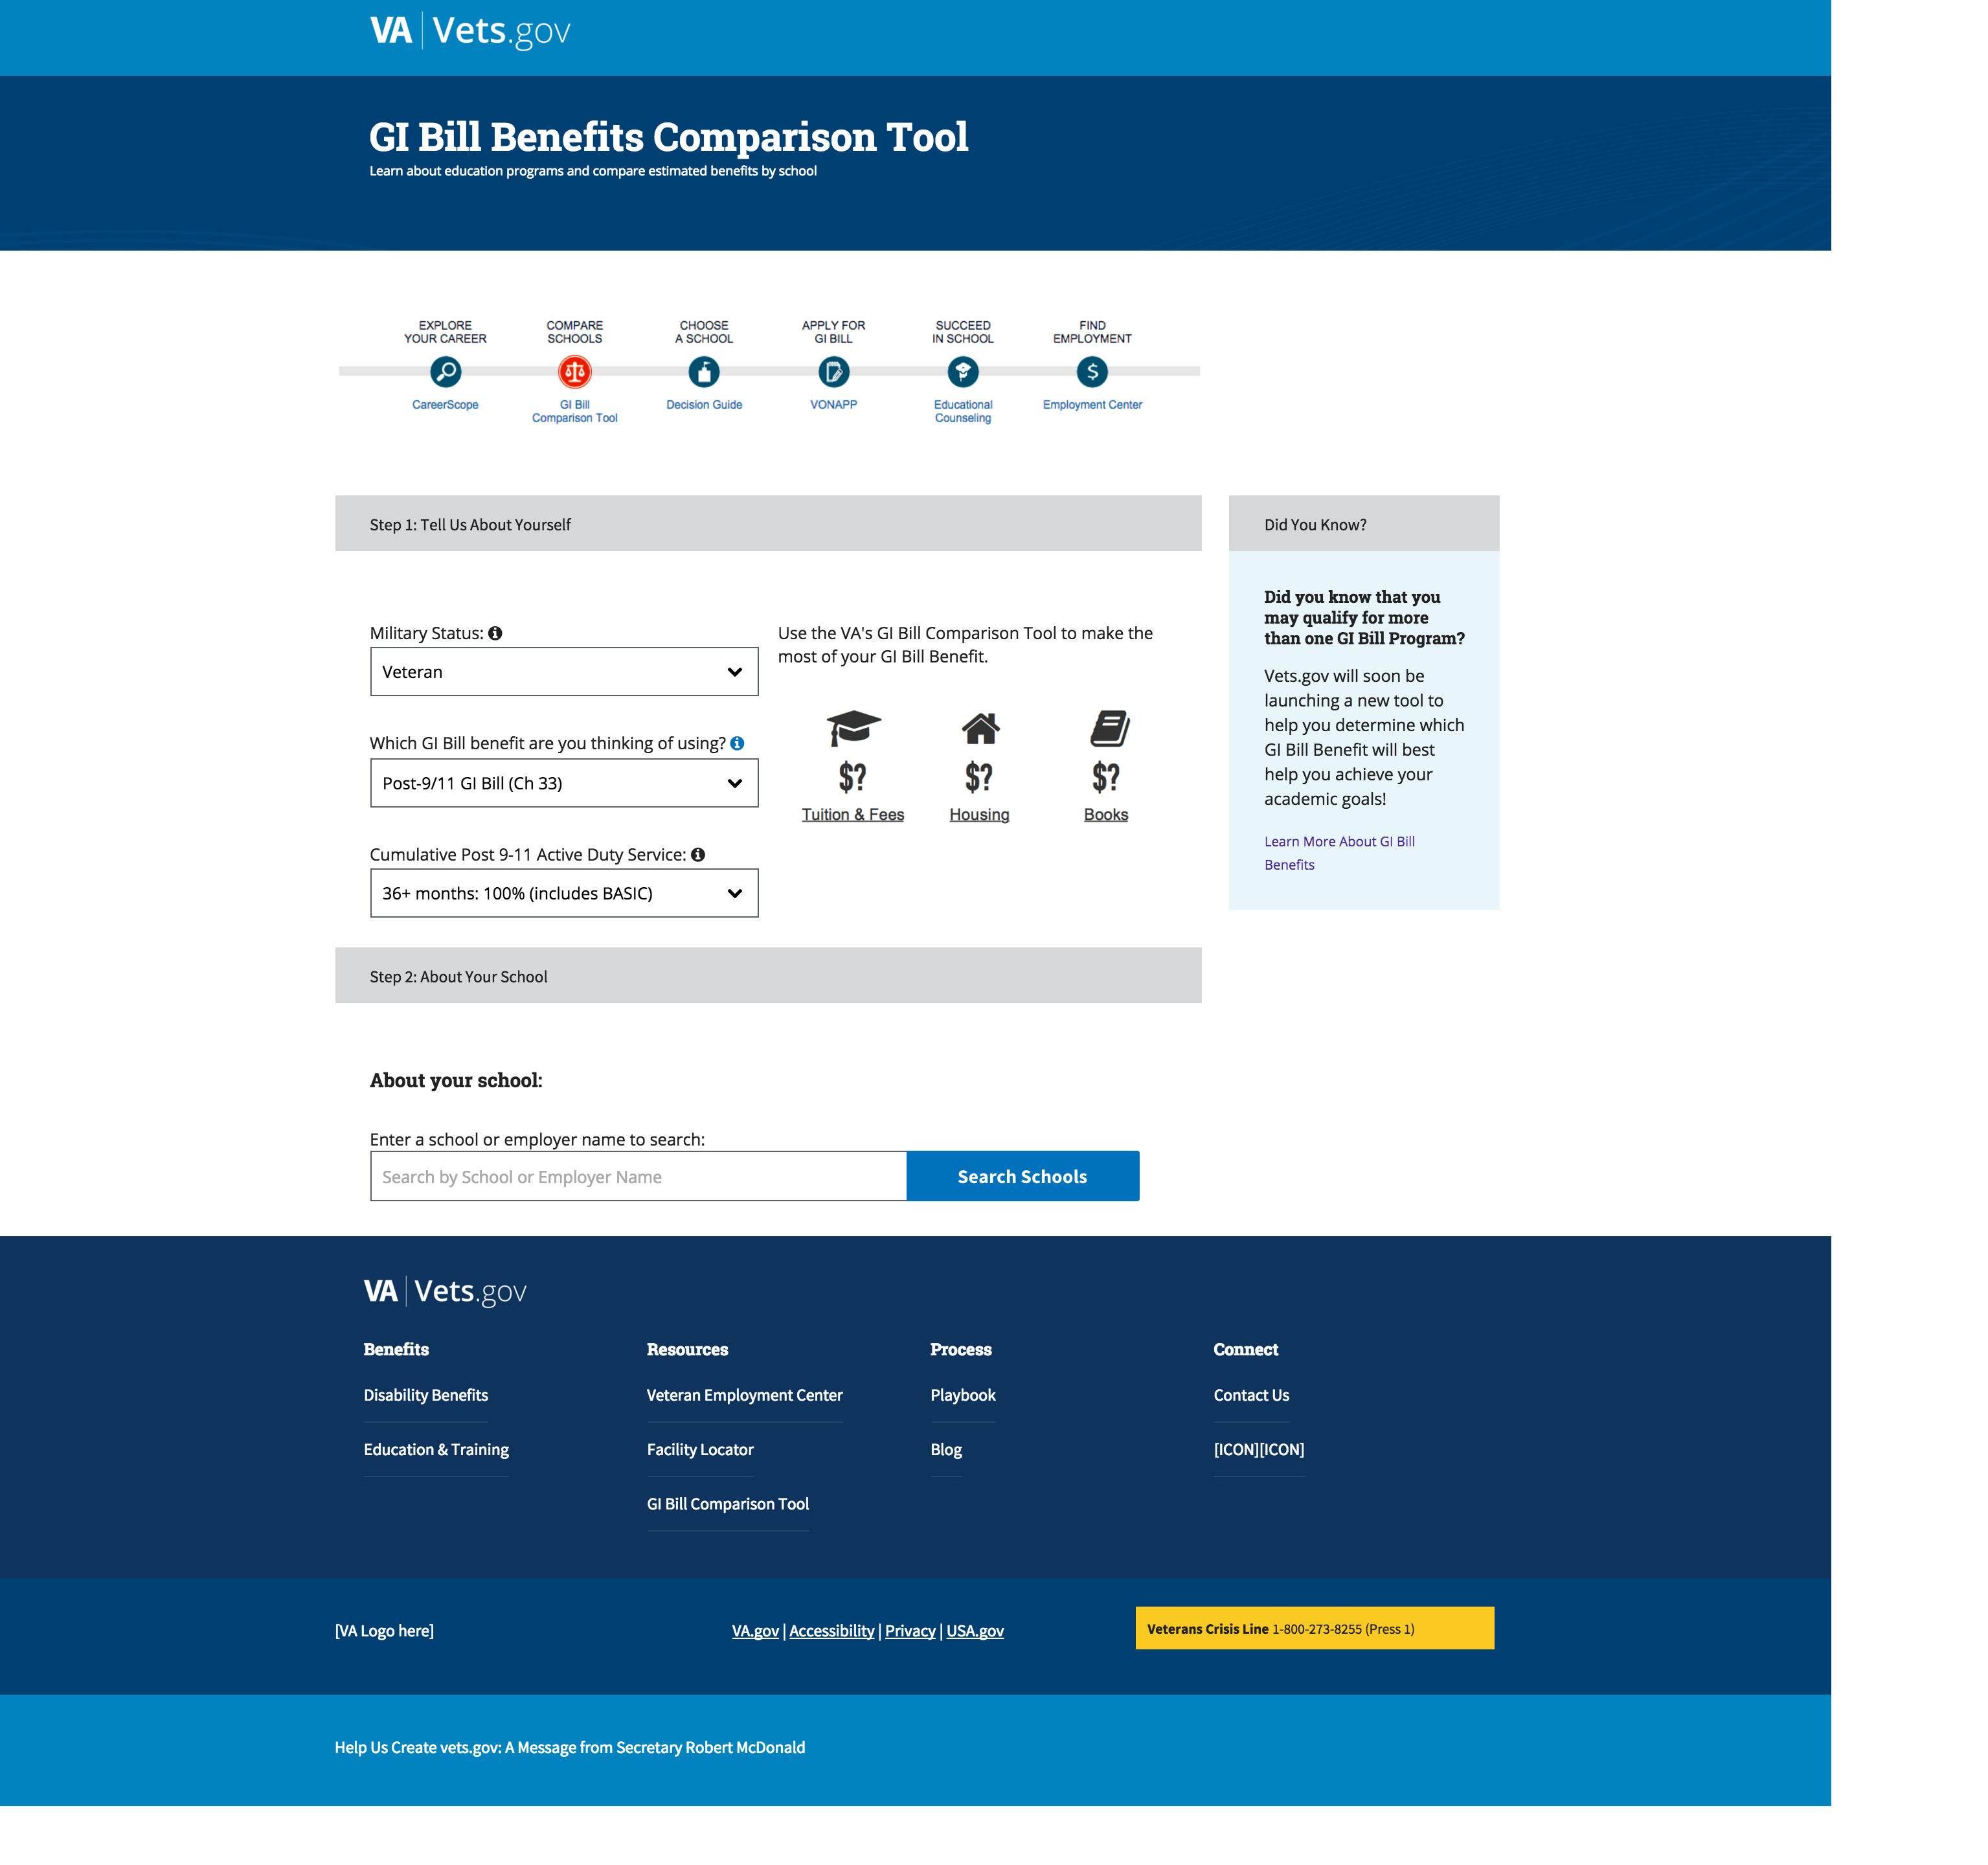 VA | Vets.gov
GI Bill Benefits Comparison Tool
Learn about education programs and compare estimated benefits by school
EXPLORE
YOUR CAREER
CareerScope
COMPARE
SCHOOLS
GI Bill
Comparison Tool
CHOOSE
A SCHOOL
Decision Guide
APPLY FOR
GI BILL
VONAPP
SUCCEED
IN SCHOOL
Educational
Counseling
FIND
EMPLOYMENT
$
Employment Center
Step 1: Tell Us About Yourself
Military Status:
Veteran
Which GI Bill benefit are you thinking of using?
Post-9/11 GI Bill (Ch 33)
Cumulative Post 9-11 Active Duty Service:
36+ months: 100% (includes BASIC)
Use the VA's GI Bill Comparison Tool to make the
most of your GI Bill Benefit.
$? $? $?
Tuition & Fees Housing Books
Did You Know?
Did you know that you
may qualify for more
than one GI Bill Program?
Vets.gov will soon be
launching a new tool to
help you determine which
GI Bill Benefit will best
help you achieve your
academic goals!
Learn More About GI Bill
Benefits
Step 2: About Your School
About your school:
Enter a school or employer name to search:
Search by School or Employer Name
Search Schools
VA | Vets.gov
Benefits
Disability Benefits
Education & Training
Resources
Veteran Employment Center
Facility Locator
GI Bill Comparison Tool
Process
Playbook
Blog
Connect
Contact Us
[ICON][ICON]
[VA Logo here]
VA.gov | Accessibility | Privacy | USA.gov
Veterans Crisis Line 1-800-273-8255 (Press 1)
Help Us Create vets.gov: A Message from Secretary Robert McDonald